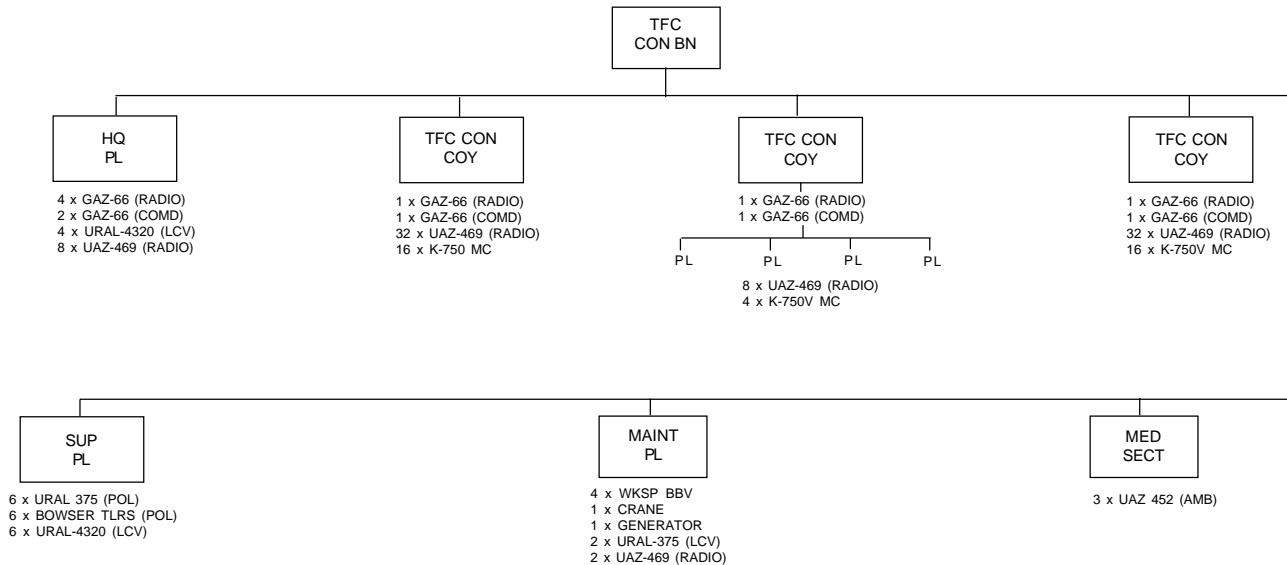 TFC
CON BN
HQ
PL
4 x GAZ-66 (RADIO)
2 x GAZ-66 (COMD)
4 x URAL-4320 (LCV)
8 x UAZ-469 (RADIO)
TFC CON
COY
1 x GAZ-66 (RADIO)
1 x GAZ-66 (COMD)
32 x UAZ-469 (RADIO)
16 x K-750 MC
TFC CON
COY
1 x GAZ-66 (RADIO)
1 x GAZ-66 (COMD)
PL PL PL PL
8 x UAZ-469 (RADIO)
4 x K-750V MC
TFC CON
COY
1 x GAZ-66 (RADIO)
1 x GAZ-66 (COMD)
32 x UAZ-469 (RADIO)
16 x K-750V MC
SUP
PL
6 x URAL 375 (POL)
6 x BOWSER TLRS (POL)
6 x URAL-4320 (LCV)
MAINT
PL
4 x WKSP BBV
1 x CRANE
1 x GENERATOR
2 x URAL-375 (LCV)
2 x UAZ-469 (RADIO)
MED
SECT
3 x UAZ 452 (AMB)